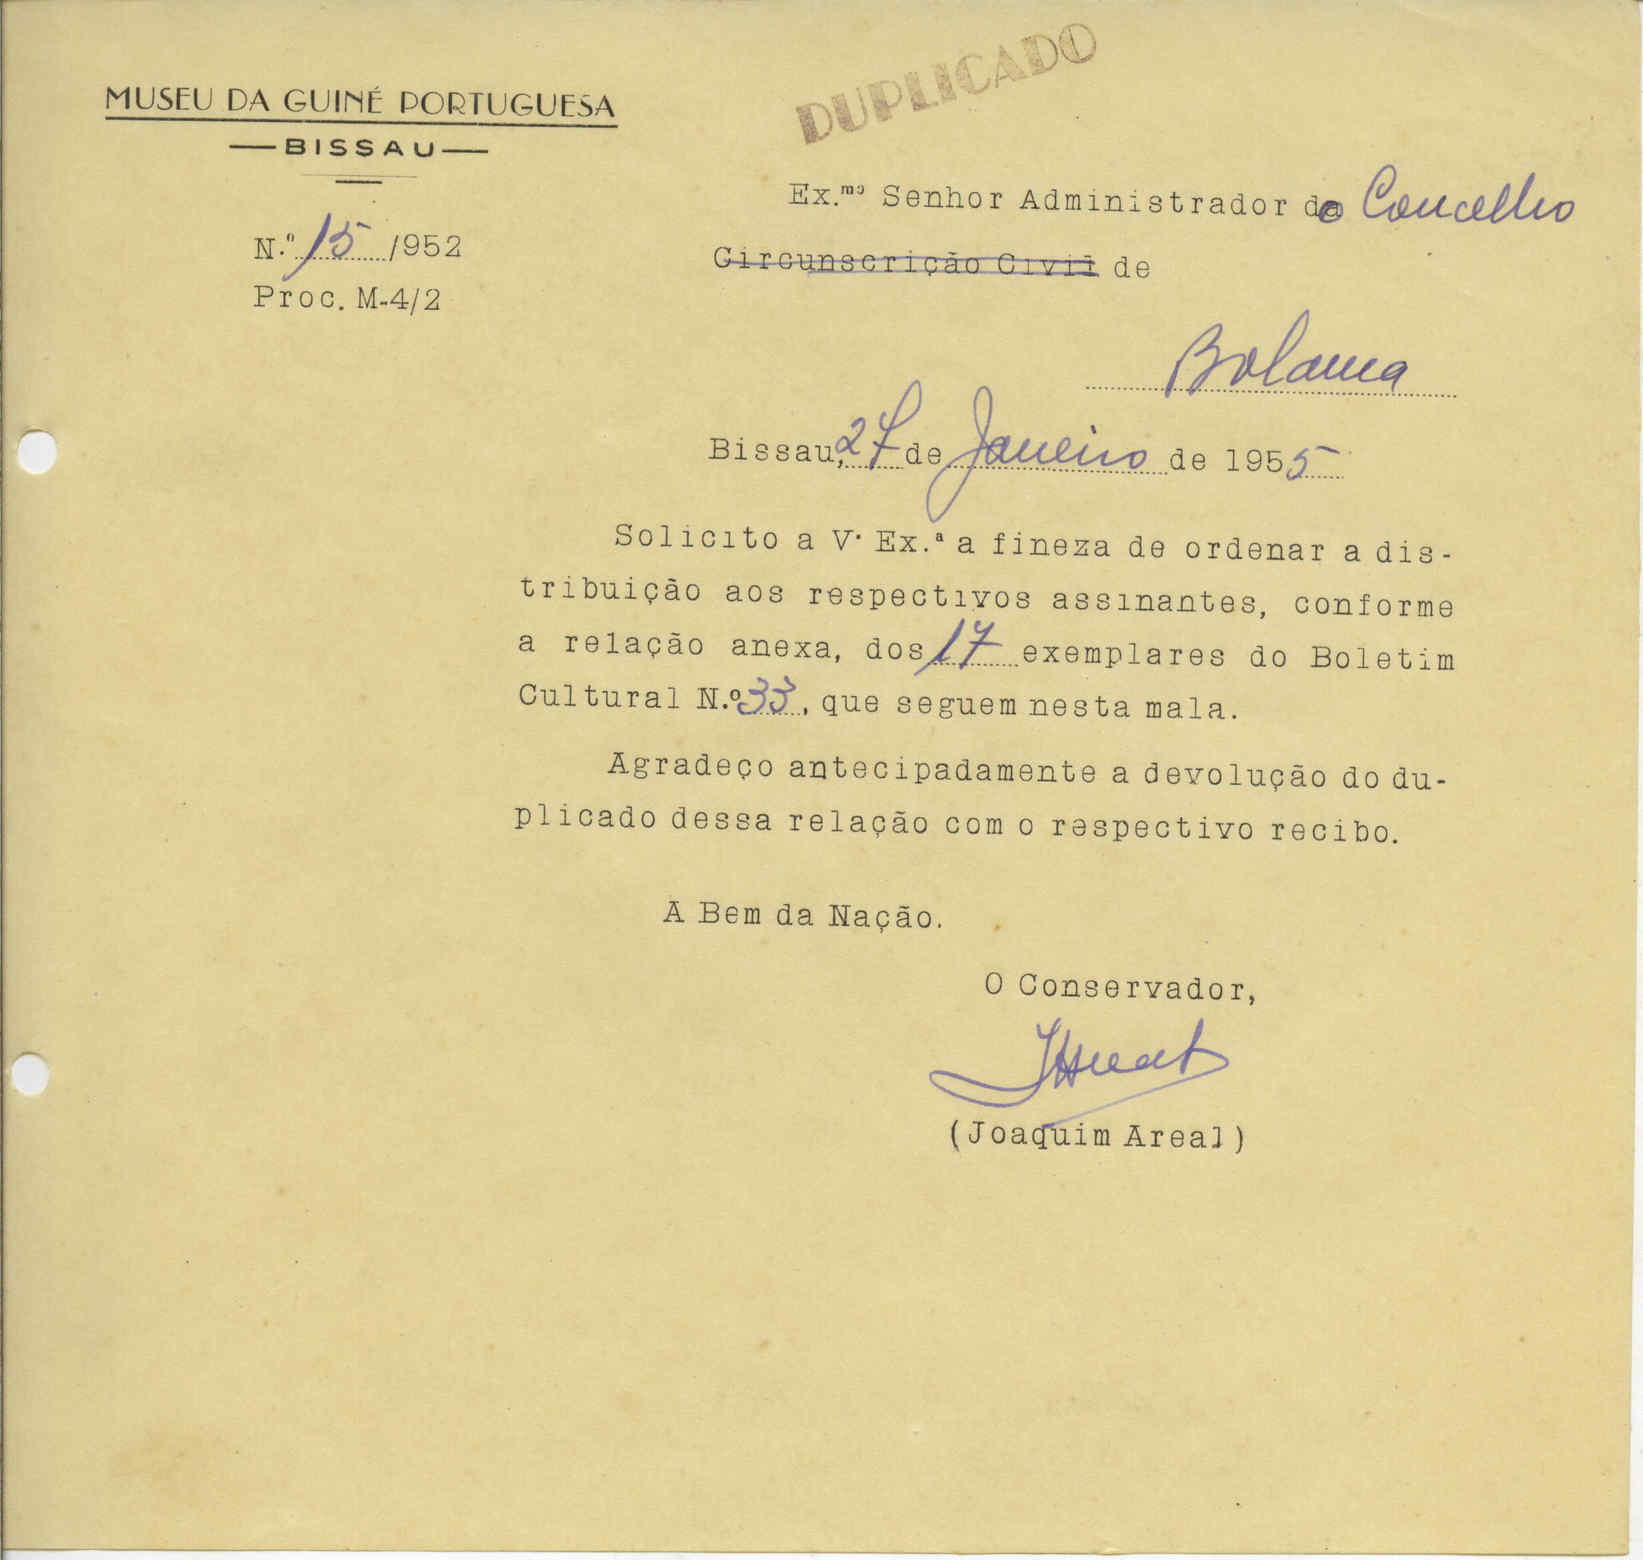 DUPLICADO
MUSEU DA GUINÉ PORTUGUESA
BISSAU
N.º 15 /952
Proc. M-4/2
Ex.mo Senhor Administrador do Concelho
Circunscrição Civil de
Bolama
Bissau, 27 de Janeiro de 1955
Solicito a V. Ex.ª a fineza de ordenar a dis-
tribuição aos respectivos assinantes, conforme
a relação anexa, dos 17 exemplares do Boletim
Cultural N.º 33, que seguem nesta mala.
Agradeço antecipadamente a devolução do du-
plicado dessa relação com o respectivo recibo.
A Bem da Nação.
O Conservador,
(Joaquim Areal)